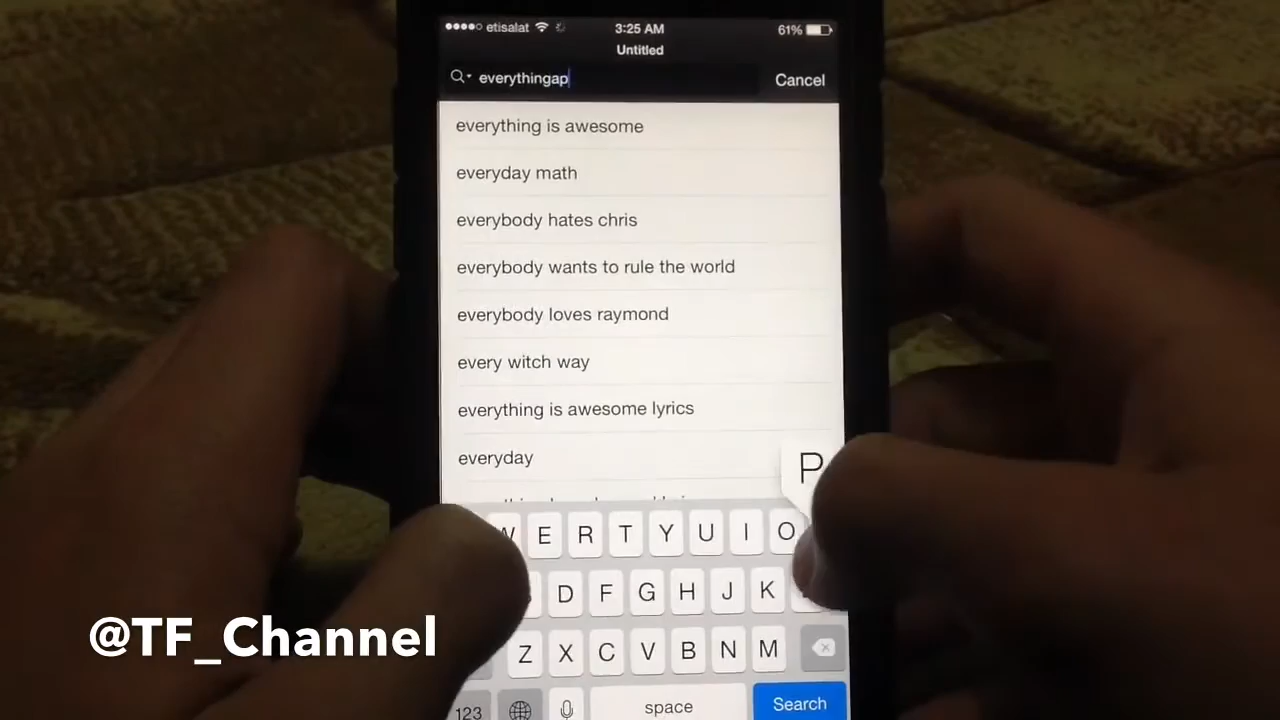 etisalat 3:25 AM 61%
Untitled
everythingap Cancel
everything is awesome
everyday math
everybody hates chris
everybody wants to rule the world
everybody loves raymond
every witch way
everything is awesome lyrics
everyday
P
E R T Y U I O
D F G H J K
Z X C V B N M
123 space Search
@TF_Channel